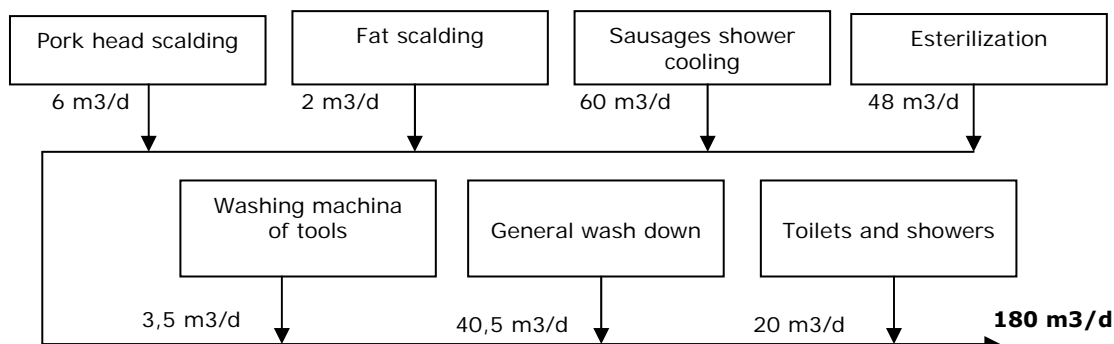 Pork head scalding
Fat scalding
Sausages shower
cooling
Esterilization
6 m3/d
2 m3/d
60 m3/d
48 m3/d
Washing machina
of tools
General wash down
Toilets and showers
3,5 m3/d
40,5 m3/d
20 m3/d
180 m3/d